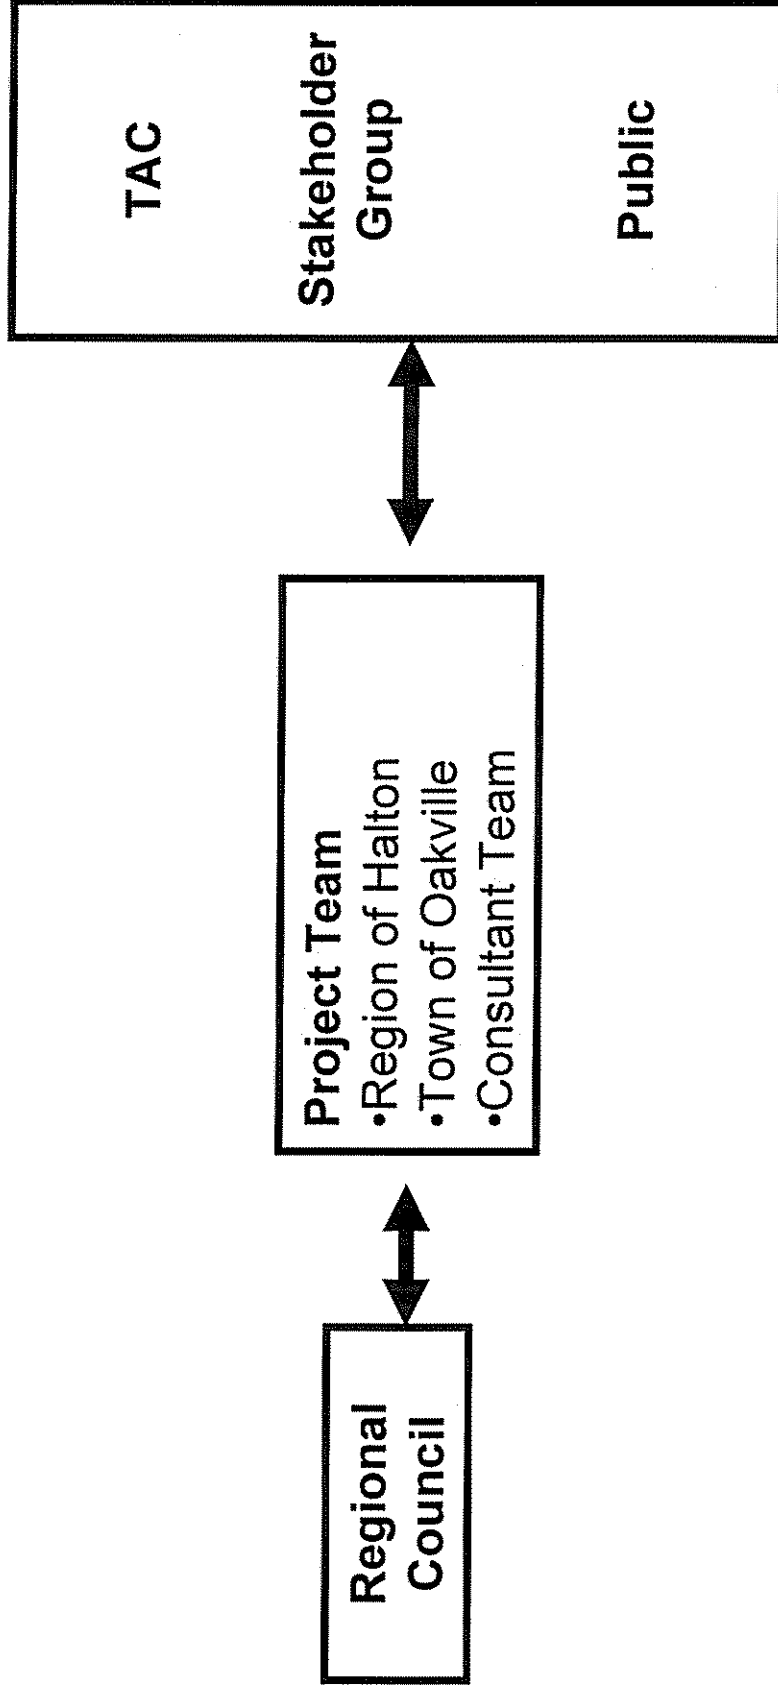 Regional
Council
Project Team
•Region of Halton
•Town of Oakville
•Consultant Team
TAC
Stakeholder
Group
Public